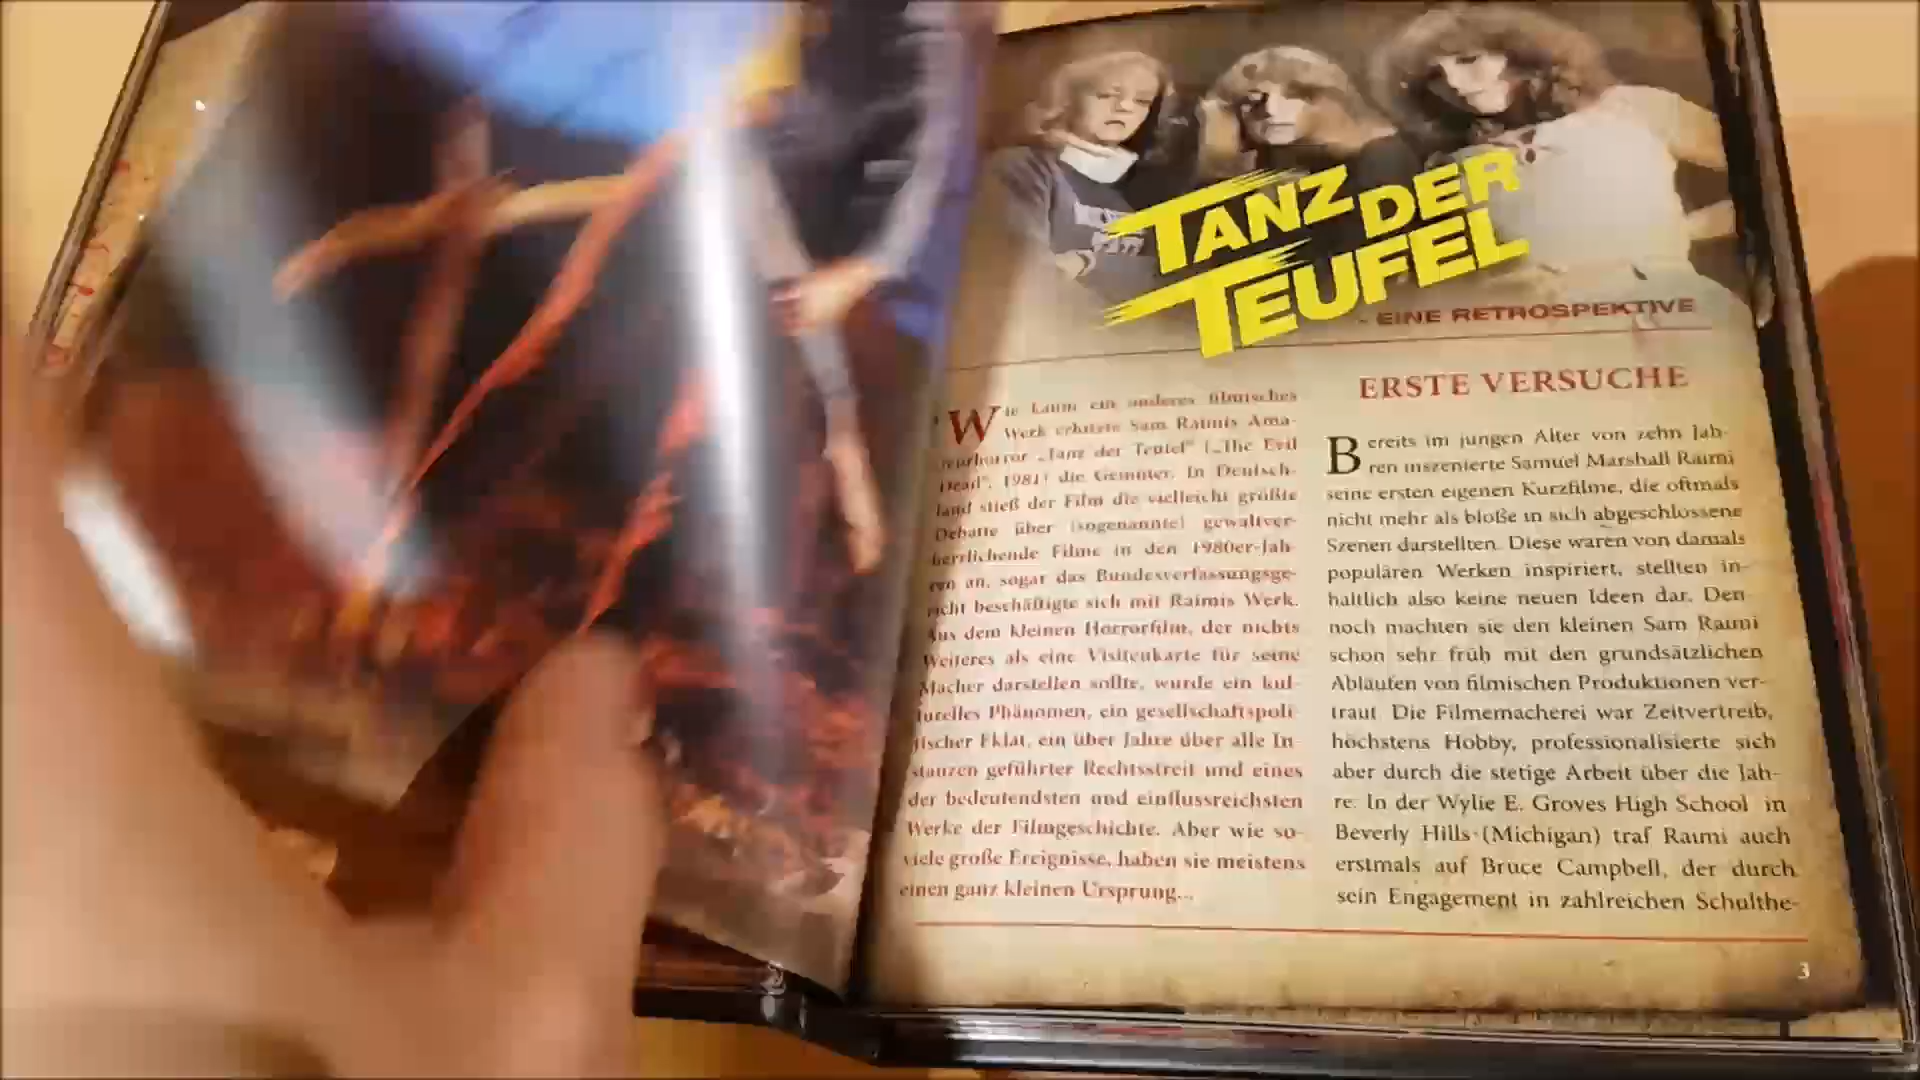 TANZ DER
TEUFEL
- EINE RETROSPEKTIVE
Wie kaum ein anderes filmisches
Werk erhitzte Sam Raimis Ama-
teurhorror „Tanz der Teufel" („The Evil
Dead", 1981) die Gemüter. In Deutsch-
land stieß der Film die vielleicht größte
Debatte über (sogenannte) gewaltver-
herrlichende Filme in den 1980er-Jah-
ren an, sogar das Bundesverfassungsge-
richt beschäftigte sich mit Raimis Werk.
Aus dem kleinen Horrorfilm, der nichts
Weiteres als eine Visitenkarte für seine
Macher darstellen sollte, wurde ein kul-
turelles Phänomen, ein gesellschaftspoli-
tischer Eklat, ein über Jahre über alle In-
stanzen geführter Rechtsstreit und eines
der bedeutendsten und einflussreichsten
Werke der Filmgeschichte. Aber wie so-
viele große Ereignisse, haben sie meistens
einen ganz kleinen Ursprung...
ERSTE VERSUCHE
Bereits im jungen Alter von zehn Jah-
ren inszenierte Samuel Marshall Raimi
seine ersten eigenen Kurzfilme, die oftmals
nicht mehr als bloße in sich abgeschlossene
Szenen darstellten. Diese waren von damals
populären Werken inspiriert, stellten in-
haltlich also keine neuen Ideen dar. Den-
noch machten sie den kleinen Sam Raimi
schon sehr früh mit den grundsätzlichen
Abläufen von filmischen Produktionen ver-
traut. Die Filmemacherei war Zeitvertreib,
höchstens Hobby, professionalisierte sich
aber durch die stetige Arbeit über die Jah-
re. In der Wylie E. Groves High School in
Beverly Hills (Michigan) traf Raimi auch
erstmals auf Bruce Campbell, der durch
sein Engagement in zahlreichen Schulthe-
3